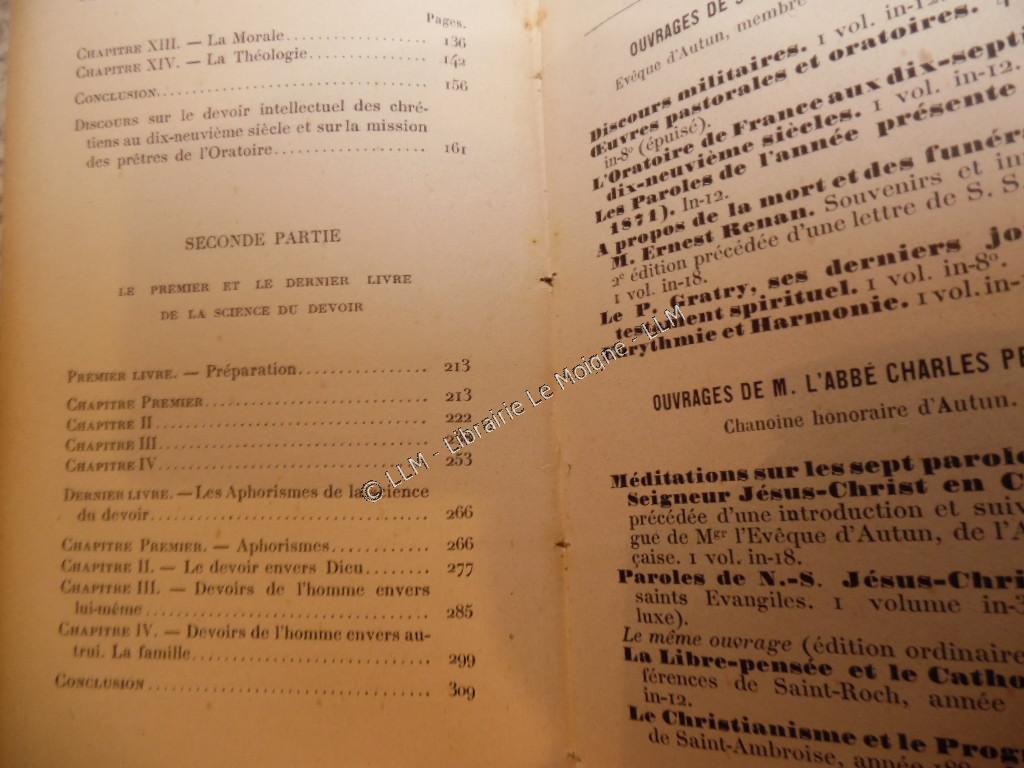 Pages.
CHAPITRE XIII. — La Morale................ 136
CHAPITRE XIV. — La Théologie............. 142
CONCLUSION.................................. 156
DISCOURS sur le devoir intellectuel des chré-
tiens au dix-neuvième siècle et sur la mission
des prêtres de l'Oratoire................... 161
SECONDE PARTIE
LE PREMIER ET LE DERNIER LIVRE
DE LA SCIENCE DU DEVOIR
PREMIER LIVRE. — Préparation................ 213
CHAPITRE PREMIER............................ 213
CHAPITRE II................................. 222
CHAPITRE III................................
CHAPITRE IV................................. 253
DERNIER LIVRE. — Les Aphorismes de la science
du devoir................................... 266
CHAPITRE PREMIER. — Aphorismes............ 266
CHAPITRE II. — Le devoir envers Dieu....... 277
CHAPITRE III. — Devoirs de l'homme envers
lui-même.................................... 285
CHAPITRE IV. — Devoirs de l'homme envers au-
trui. La famille............................ 299
CONCLUSION.................................. 309
OUVRAGES DE
Evêque d'Autun, membre
Discours militaires. 1 vol. in-12.
Œuvres pastorales et oratoires.
in-8° (épuisé).
L'Oratoire de France aux dix-sept
dix-neuvième siècles. 1 vol. in-12.
Les Paroles de l'année présente
1871). In-12.
A propos de la mort et des funér
M. Ernest Renan. Souvenirs et
2e édition précédée d'une lettre de S. S.
1 vol. in-18.
Le P. Gratry, ses derniers jo
testament spirituel. 1 vol. in-8°.
Eurythmie et Harmonie. 1 vol. in-
OUVRAGES DE M. L'ABBÉ CHARLES PE
Chanoine honoraire d'Autun.
Méditations sur les sept parole
Seigneur Jésus-Christ en C
précédée d'une introduction et suiv
gue de Mgr l'Evêque d'Autun, de l'A
çaise. 1 vol. in-18.
Paroles de N.-S. Jésus-Chri
saints Evangiles. 1 volume in-3
luxe).
Le même ouvrage (édition ordinaire
La Libre-pensée et le Catho
férences de Saint-Roch, année
in-12.
Le Christianisme et le Prog
de Saint-Ambroise, année 189
© LLM - Librairie Le Moigne - LLM